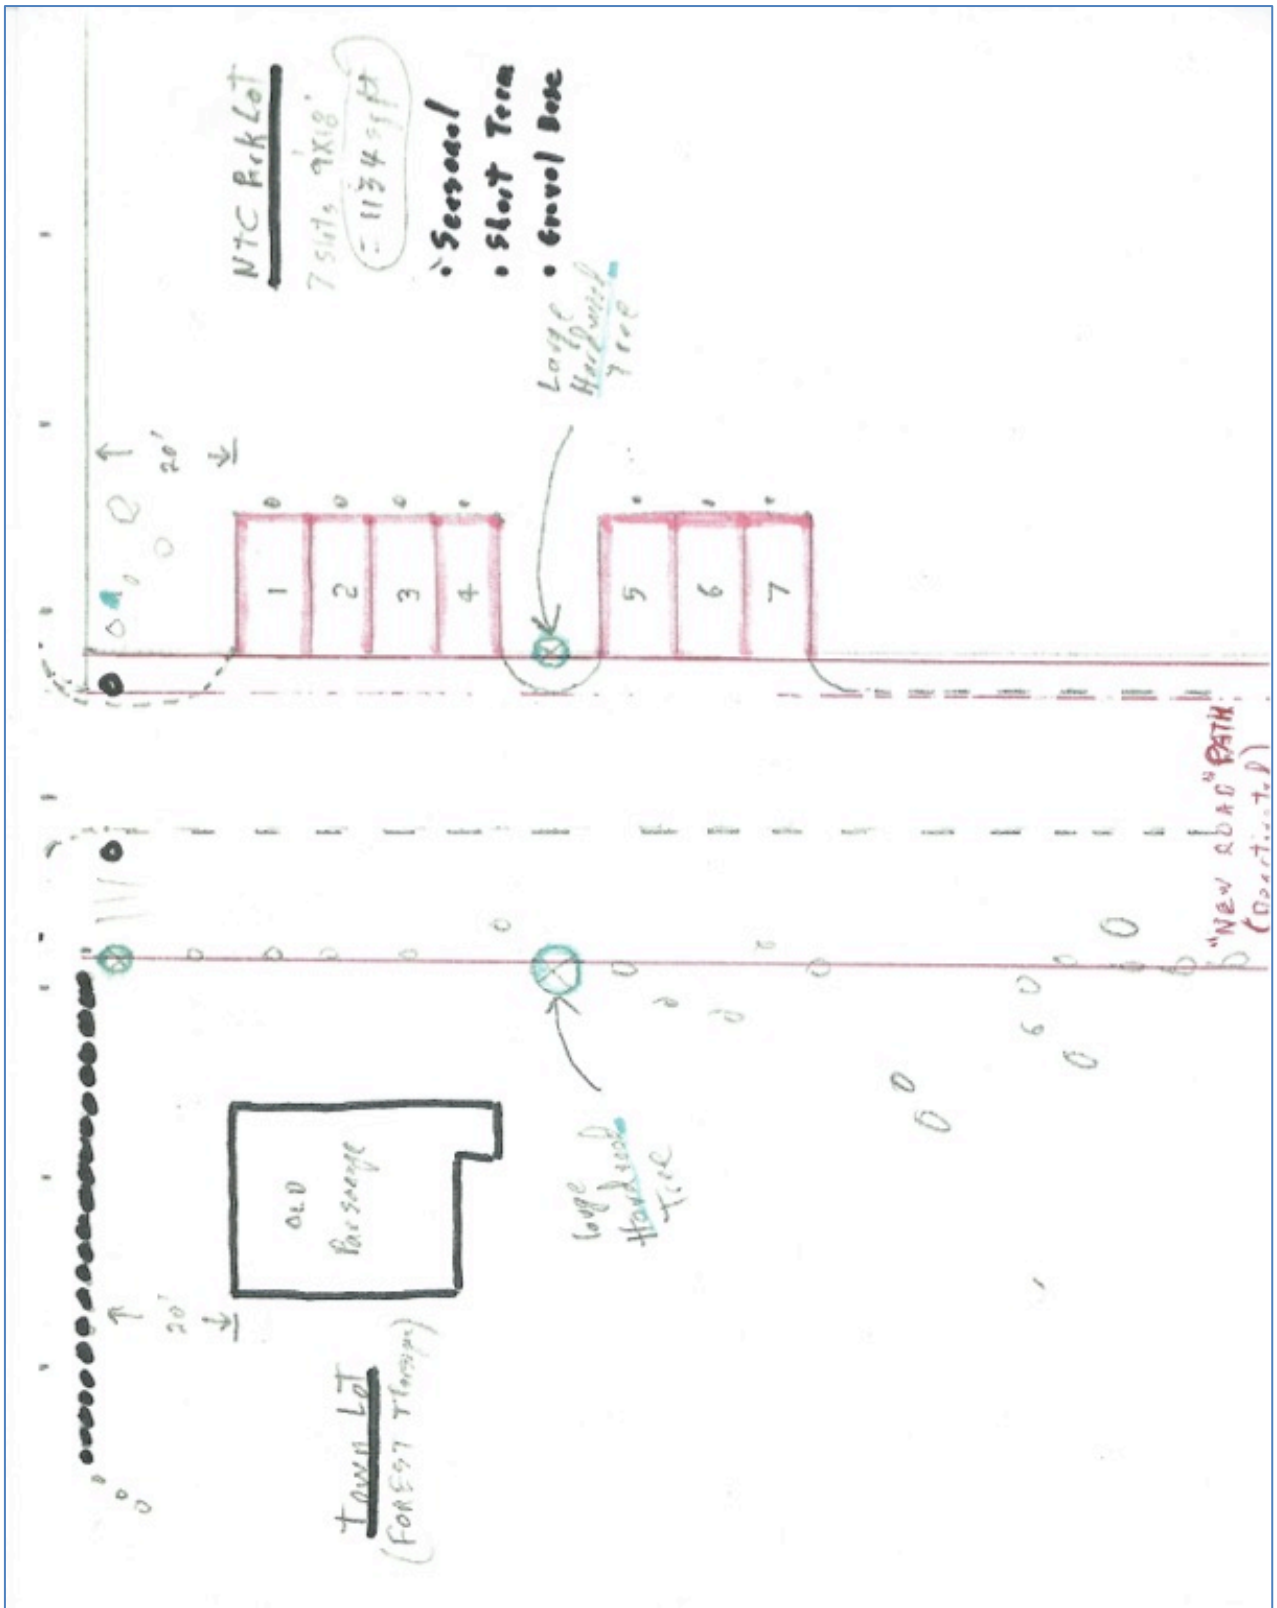 NTC Park Lot
7 slots 9'x18'
= 1134 sq ft
• Seasonal
• Short Term
• Gravel Base
Large
Hardwood
Tree
20'
1
2
3
4
5
6
7
"NEW ROAD" PATH
Large
Hardwood
Tree
OLD
Parsonage
20'
Town Lot
(FOREST